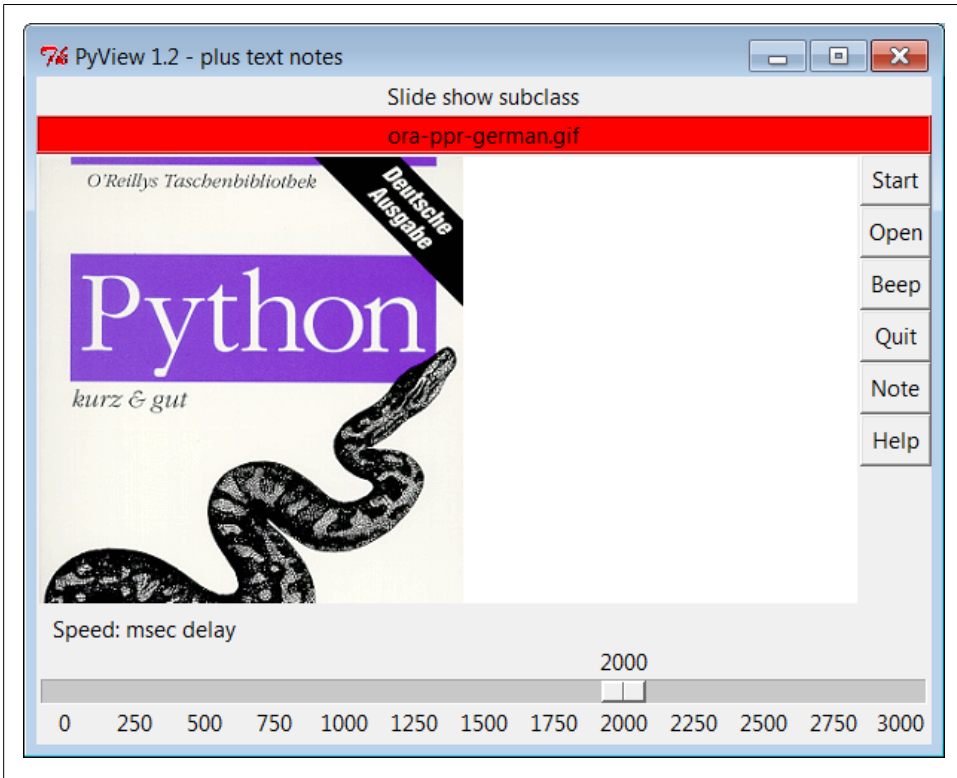 PyView 1.2 - plus text notes
Slide show subclass
ora-ppr-german.gif
O'Reillys Taschenbibliothek
Deutsche
Ausgabe
Python
kurz & gut
Start
Open
Beep
Quit
Note
Help
Speed: msec delay
2000
0 250 500 750 1000 1250 1500 1750 2000 2250 2500 2750 3000